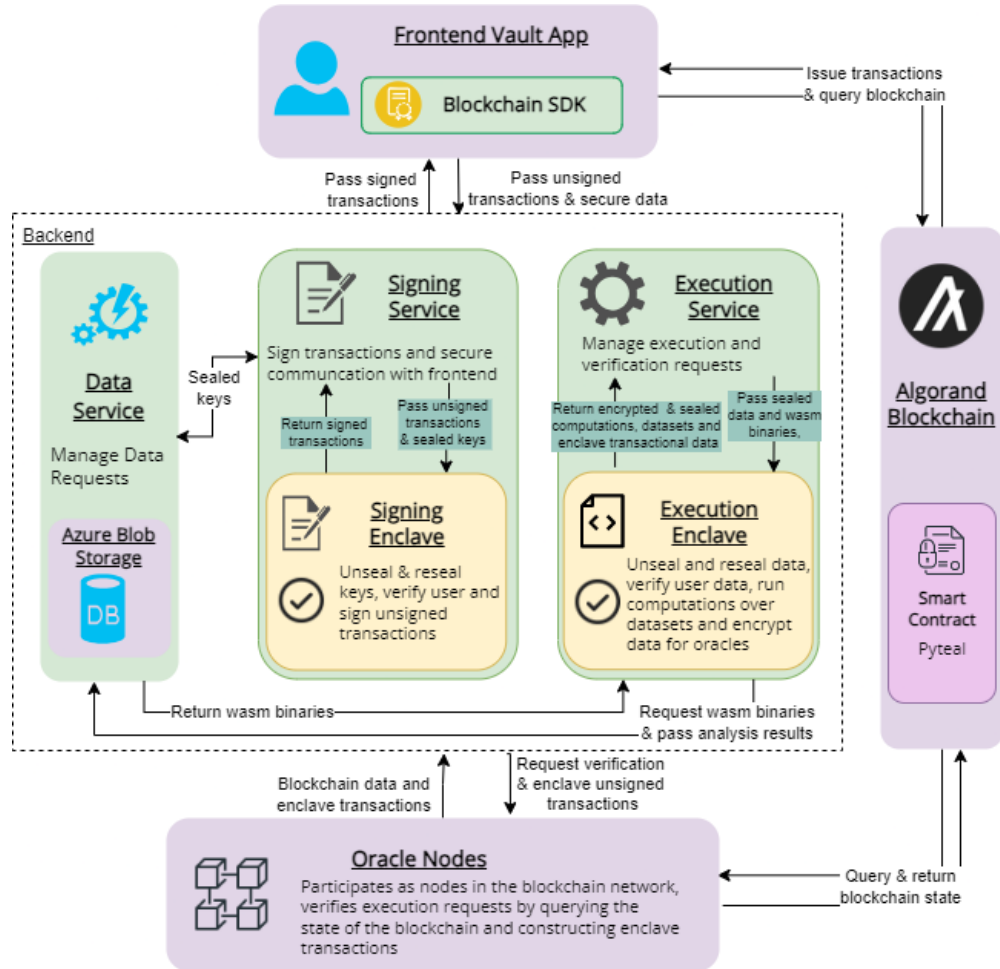 Frontend Vault App
Blockchain SDK
Issue transactions
& query blockchain
Pass signed
transactions
Pass unsigned
transactions & secure data
Backend
Data
Service
Manage Data
Requests
Azure Blob
Storage
DB
Sealed
keys
Signing
Service
Sign transactions and secure
communcation with frontend
Return signed
transactions
Pass unsigned
transactions
& sealed keys
Signing
Enclave
Unseal & reseal
keys, verify user and
sign unsigned
transactions
Execution
Service
Manage execution and
verification requests
Return encrypted & sealed
computations, datasets and
enclave transactional data
Pass sealed
data and wasm
binaries,
Execution
Enclave
Unseal and reseal data,
verify user data, run
computations over
datasets and encrypt
data for oracles
Algorand
Blockchain
Smart
Contract
Pyteal
Return wasm binaries
Request wasm binaries
& pass analysis results
Blockchain data and
enclave transactions
Request verification
& enclave unsigned
transactions
Oracle Nodes
Participates as nodes in the blockchain network,
verifies execution requests by querying the
state of the blockchain and constructing enclave
transactions
Query & return
blockchain state